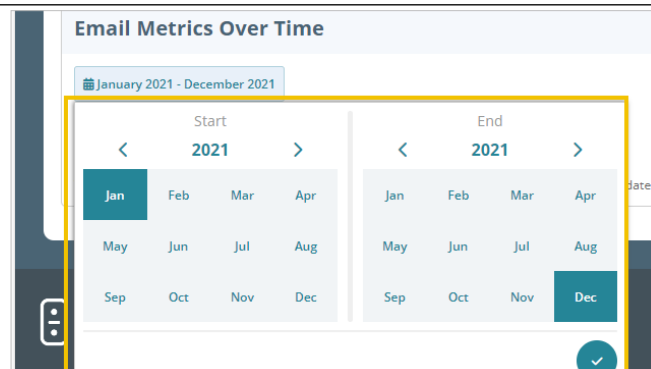 Email Metrics Over Time
January 2021 - December 2021
Start End
2021 2021
Jan Feb Mar Apr Jan Feb Mar Apr
date
May Jun Jul Aug May Jun Jul Aug
Sep Oct Nov Dec Sep Oct Nov Dec